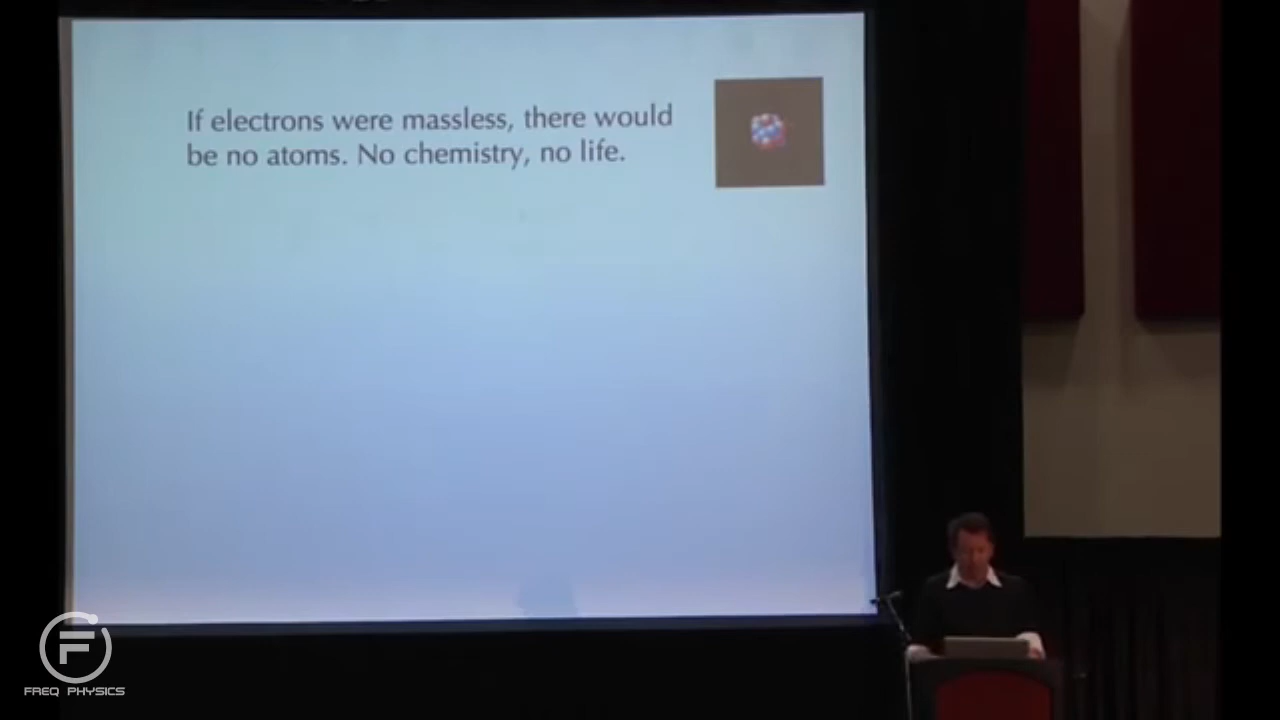 If electrons were massless, there would
be no atoms. No chemistry, no life.
F
FREQ PHYSICS